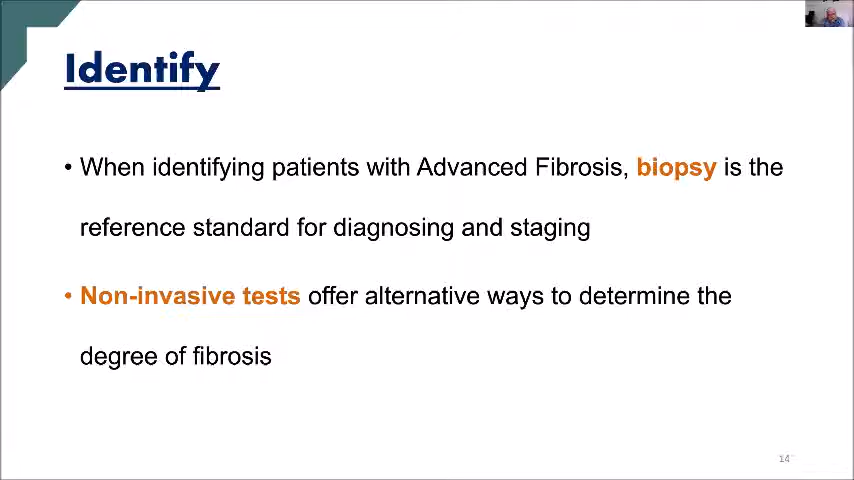 Identify
• When identifying patients with Advanced Fibrosis, biopsy is the
reference standard for diagnosing and staging
• Non-invasive tests offer alternative ways to determine the
degree of fibrosis
14